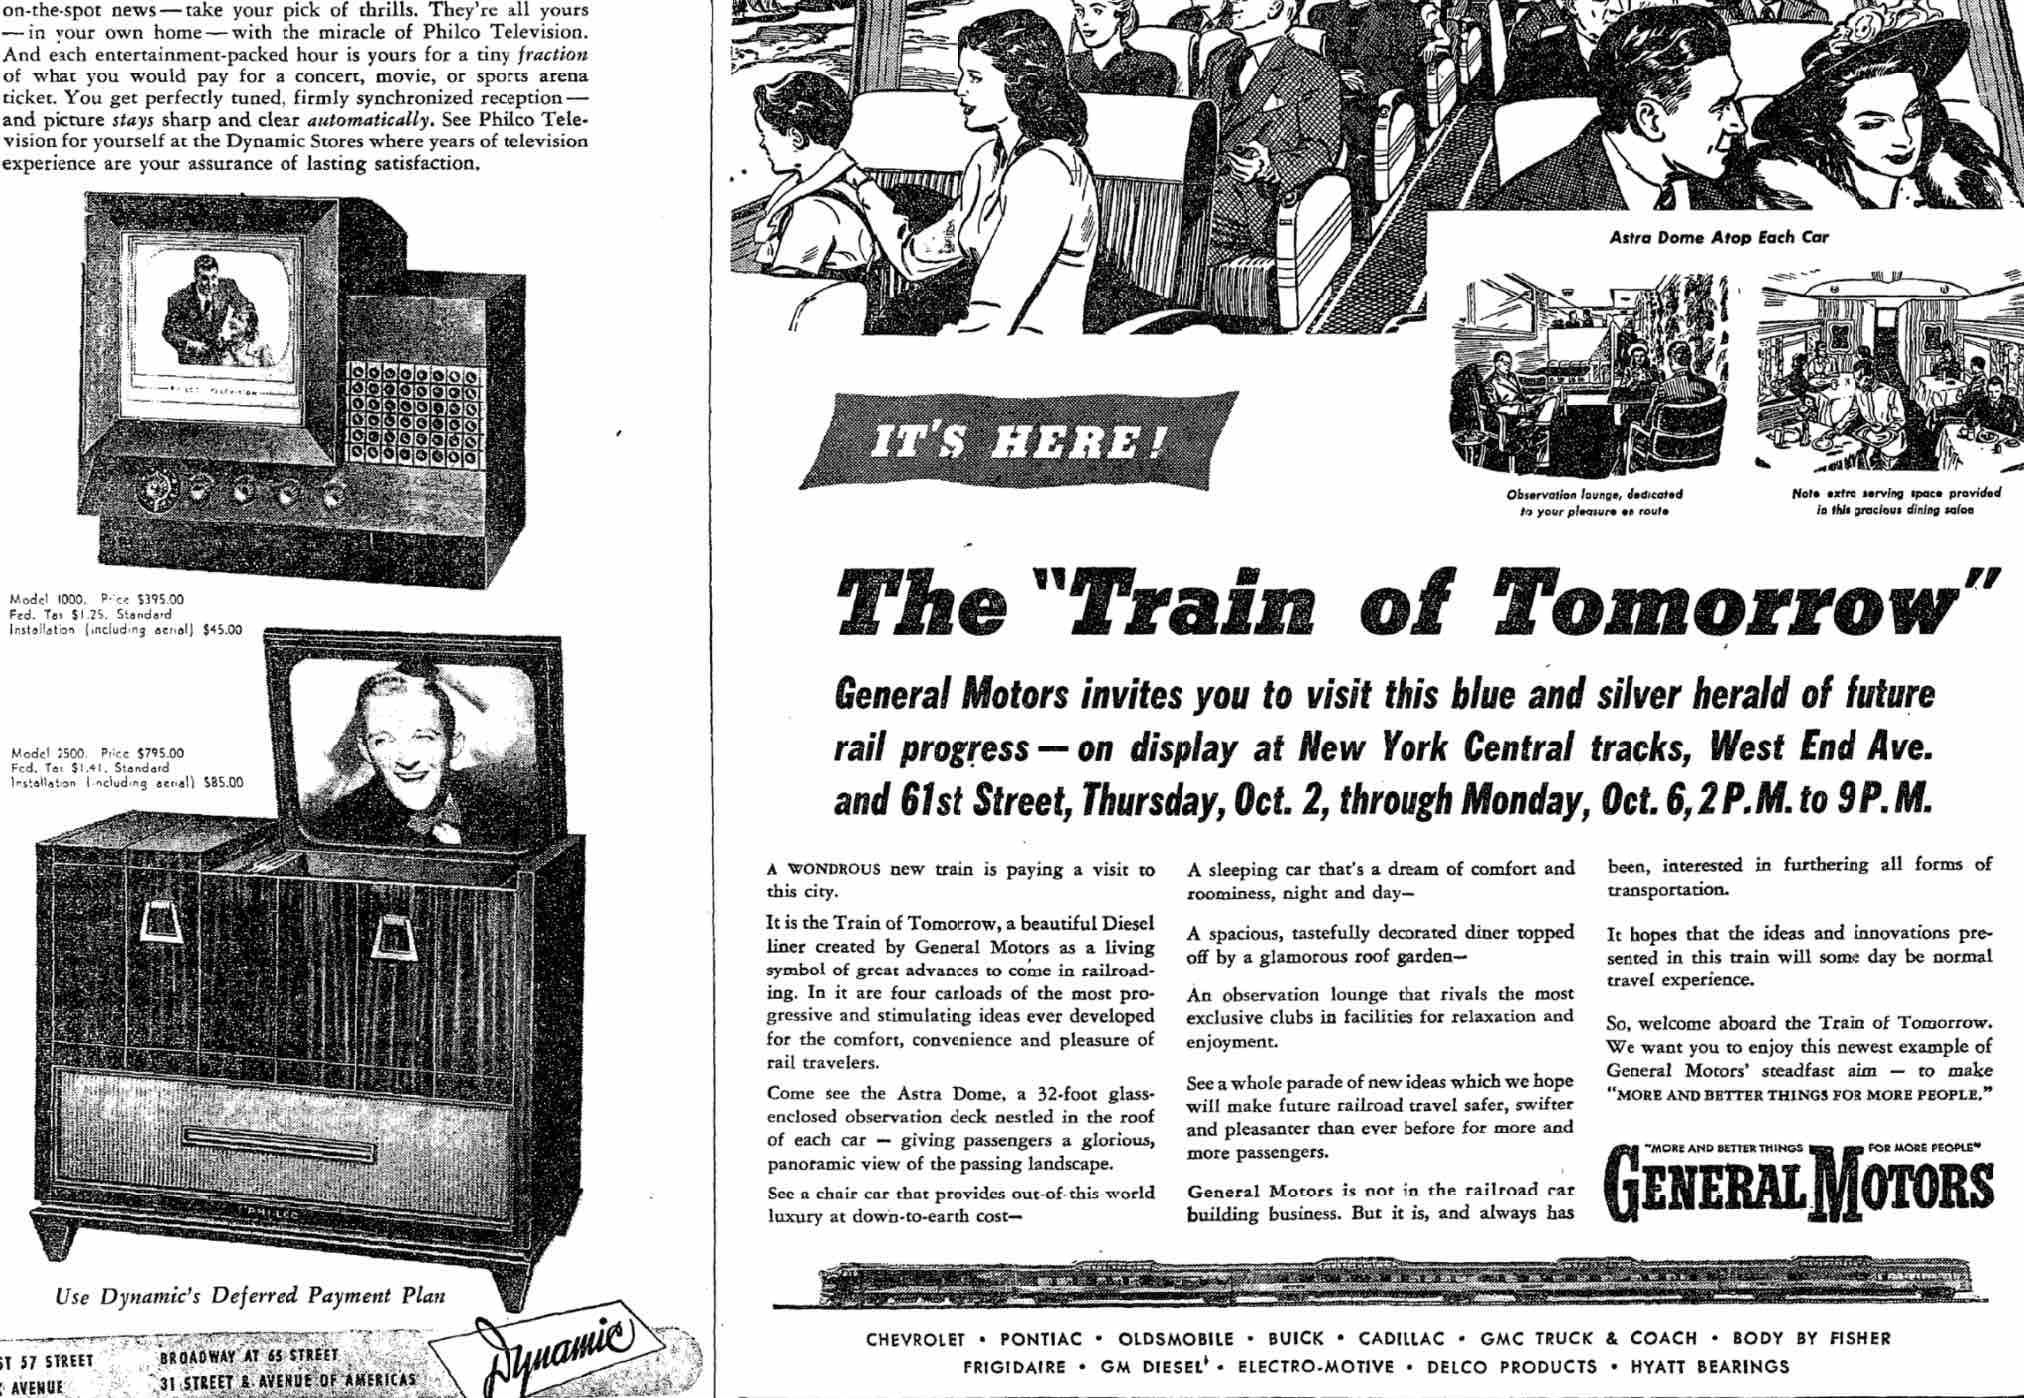 on-the-spot news—take your pick of thrills. They're all yours
—in your own home—with the miracle of Philco Television.
And each entertainment-packed hour is yours for a tiny fraction
of what you would pay for a concert, movie, or sports arena
ticket. You get perfectly tuned, firmly synchronized reception—
and picture stays sharp and clear automatically. See Philco Tele-
vision for yourself at the Dynamic Stores where years of television
experience are your assurance of lasting satisfaction.
PHILCO TELEVISION
Model 1000. Price $395.00
Fed. Tax $1.25. Standard
Installation (including aerial) $45.00
Model 2500. Price $795.00
Fed. Tax $1.41. Standard
Installation (including aerial) $85.00
PHILCO
Use Dynamic's Deferred Payment Plan
ST 57 STREET
AVENUE
BROADWAY AT 65 STREET
31 STREET & AVENUE OF AMERICAS
Dynamic
Astra Dome Atop Each Car
Observation lounge, dedicated
to your pleasure en route
Note extra serving space provided
in this gracious dining salon
IT'S HERE!
The "Train of Tomorrow"
General Motors invites you to visit this blue and silver herald of future
rail progress—on display at New York Central tracks, West End Ave.
and 61st Street, Thursday, Oct. 2, through Monday, Oct. 6, 2 P.M. to 9 P.M.
A WONDROUS new train is paying a visit to
this city.
It is the Train of Tomorrow, a beautiful Diesel
liner created by General Motors as a living
symbol of great advances to come in railroad-
ing. In it are four carloads of the most pro-
gressive and stimulating ideas ever developed
for the comfort, convenience and pleasure of
rail travelers.
Come see the Astra Dome, a 32-foot glass-
enclosed observation deck nestled in the roof
of each car — giving passengers a glorious,
panoramic view of the passing landscape.
See a chair car that provides out-of-this world
luxury at down-to-earth cost—
A sleeping car that's a dream of comfort and
roominess, night and day—
A spacious, tastefully decorated diner topped
off by a glamorous roof garden—
An observation lounge that rivals the most
exclusive clubs in facilities for relaxation and
enjoyment.
See a whole parade of new ideas which we hope
will make future railroad travel safer, swifter
and pleasanter than ever before for more and
more passengers.
General Motors is not in the railroad car
building business. But it is, and always has
been, interested in furthering all forms of
transportation.
It hopes that the ideas and innovations pre-
sented in this train will some day be normal
travel experience.
So, welcome aboard the Train of Tomorrow.
We want you to enjoy this newest example of
General Motors' steadfast aim — to make
"MORE AND BETTER THINGS FOR MORE PEOPLE."
"MORE AND BETTER THINGS FOR MORE PEOPLE"
GENERAL MOTORS
CHEVROLET • PONTIAC • OLDSMOBILE • BUICK • CADILLAC • GMC TRUCK & COACH • BODY BY FISHER
FRIGIDAIRE • GM DIESEL • ELECTRO-MOTIVE • DELCO PRODUCTS • HYATT BEARINGS